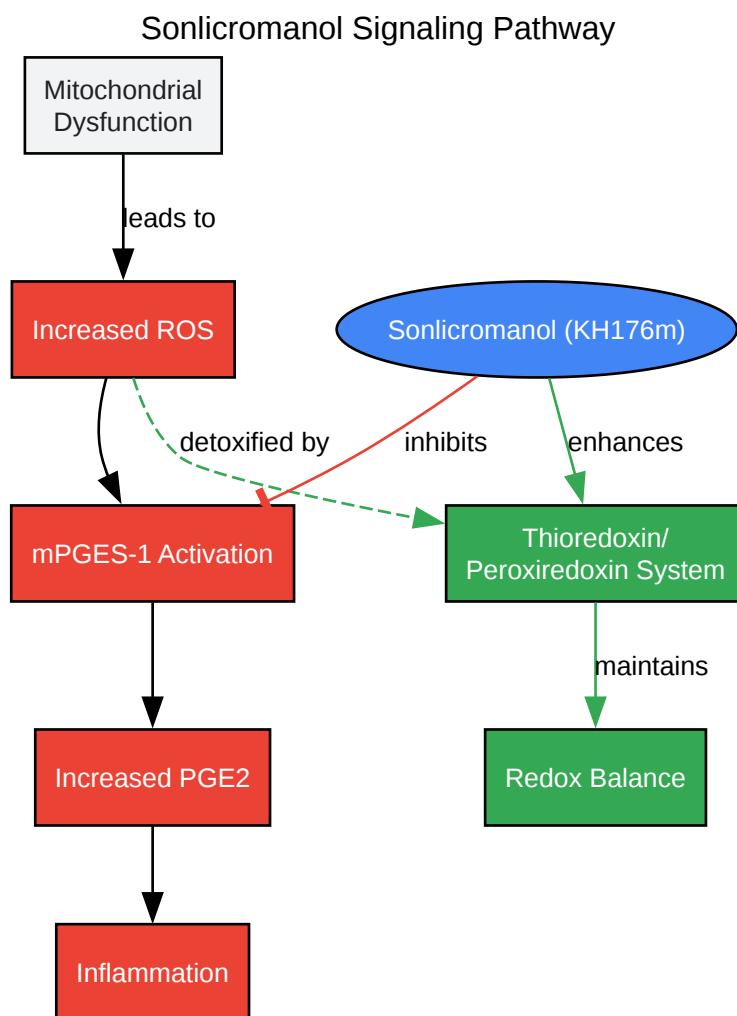 Sonlicromanol Signaling Pathway
Mitochondrial
Dysfunction
leads to
Increased ROS
Sonlicromanol (KH176m)
detoxified by
inhibits
enhances
mPGES-1 Activation
Thioredoxin/
Peroxiredoxin System
maintains
Increased PGE2
Redox Balance
Inflammation